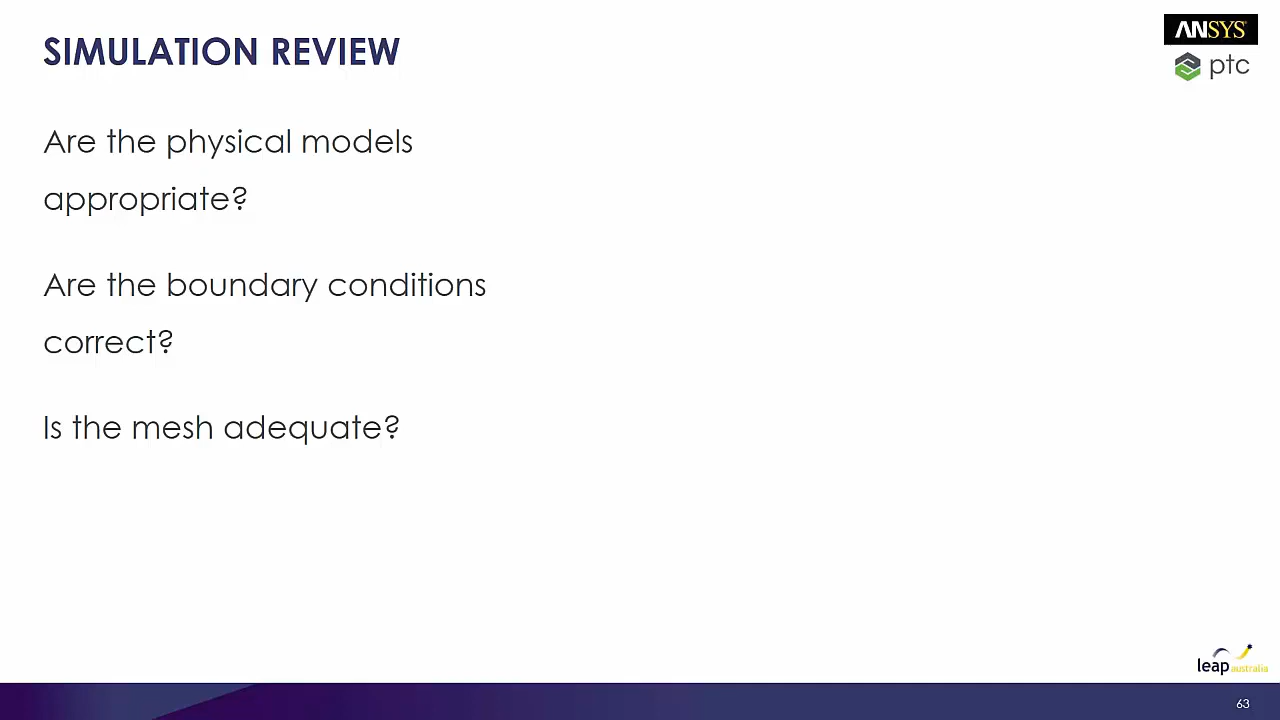 SIMULATION REVIEW
ANSYS
ptc
Are the physical models
appropriate?
Are the boundary conditions
correct?
Is the mesh adequate?
leap australia
63